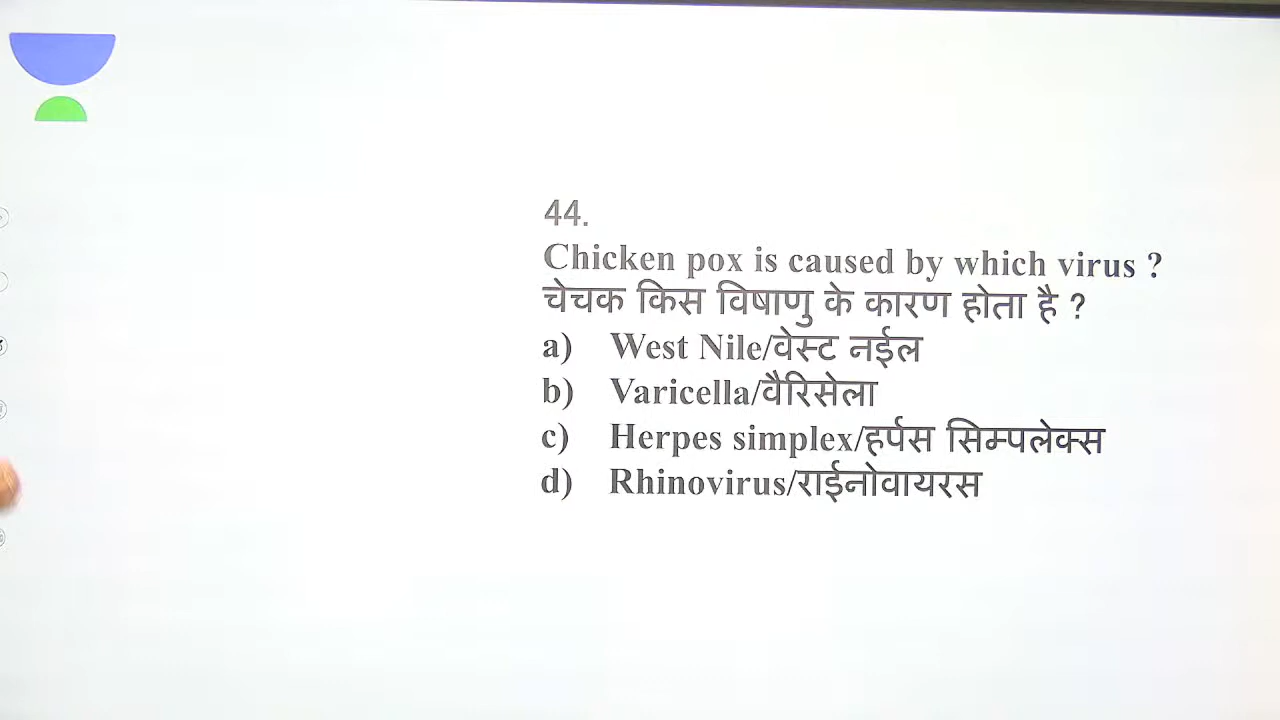 44.
Chicken pox is caused by which virus ?
चेचक किस विषाणु के कारण होता है ?
a) West Nile/वेस्ट नईल
b) Varicella/वैरिसेला
c) Herpes simplex/हर्पस सिम्पलेक्स
d) Rhinovirus/राईनोवायरस